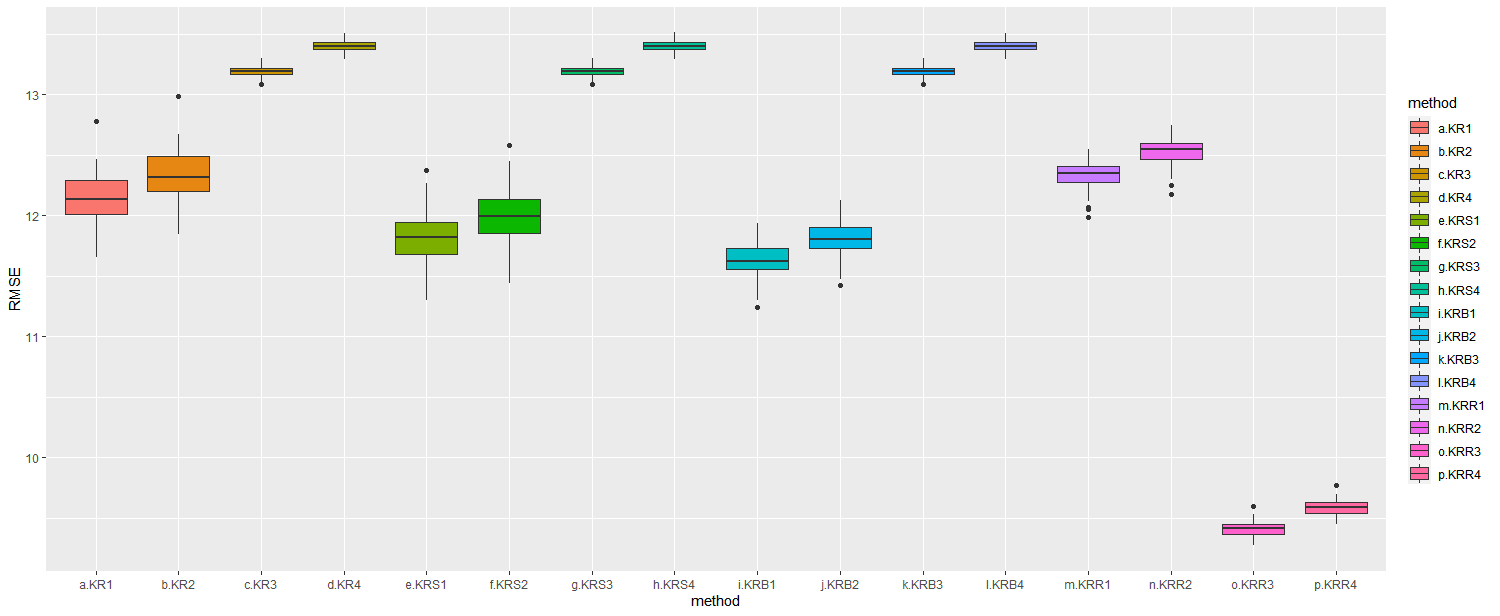 RMSE
13
12
11
10
a.KR1 b.KR2 c.KR3 d.KR4 e.KRS1 f.KRS2 g.KRS3 h.KRS4 i.KRB1 j.KRB2 k.KRB3 l.KRB4 m.KRR1 n.KRR2 o.KRR3 p.KRR4
method
method
a.KR1
b.KR2
c.KR3
d.KR4
e.KRS1
f.KRS2
g.KRS3
h.KRS4
i.KRB1
j.KRB2
k.KRB3
l.KRB4
m.KRR1
n.KRR2
o.KRR3
p.KRR4